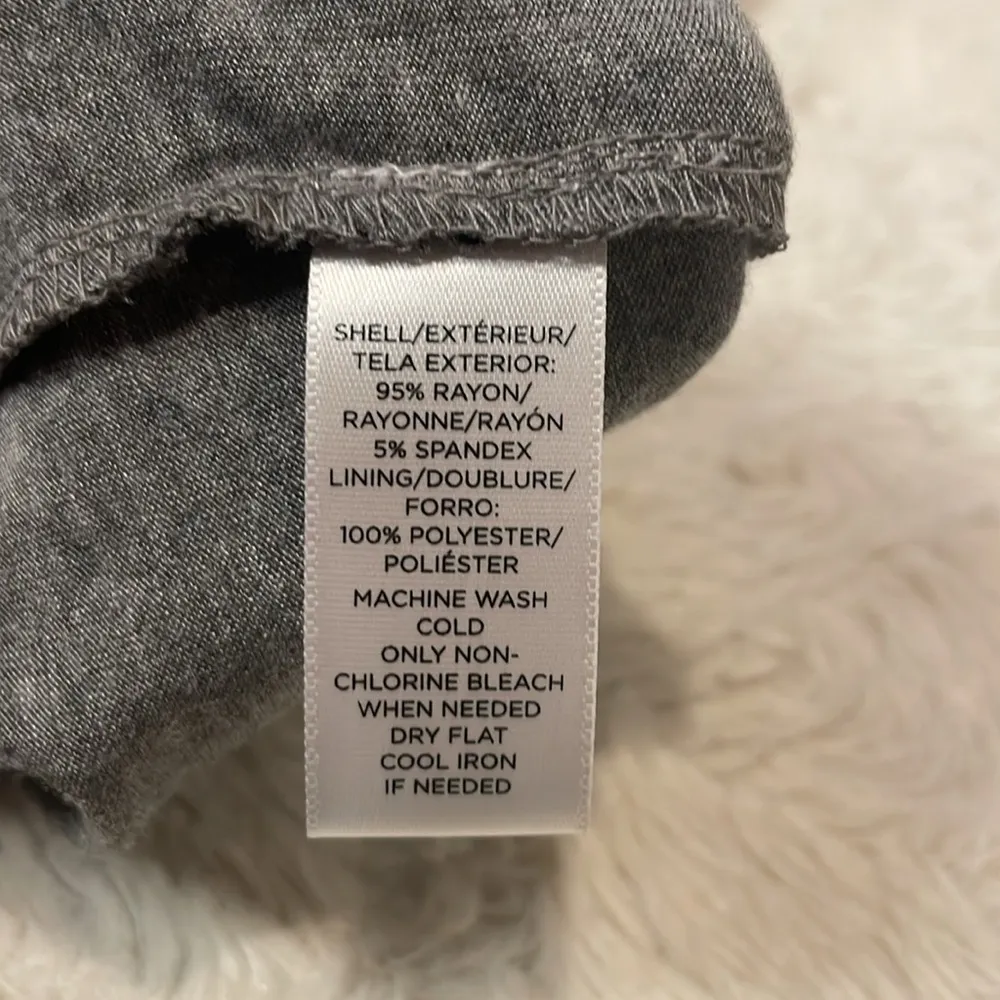 SHELL/EXTÉRIEUR/
TELA EXTERIOR:
95% RAYON/
RAYONNE/RAYÓN
5% SPANDEX
LINING/DOUBLURE/
FORRO:
100% POLYESTER/
POLIÉSTER
MACHINE WASH
COLD
ONLY NON-
CHLORINE BLEACH
WHEN NEEDED
DRY FLAT
COOL IRON
IF NEEDED